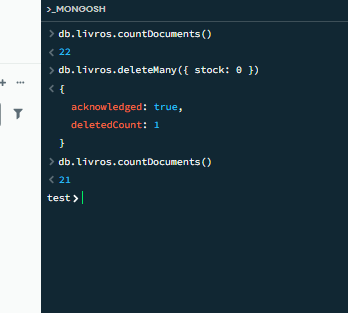 >_MONGOSH
> db.livros.countDocuments()
< 22
> db.livros.deleteMany({ stock: 0 })
< {
acknowledged: true,
deletedCount: 1
}
> db.livros.countDocuments()
< 21
test>